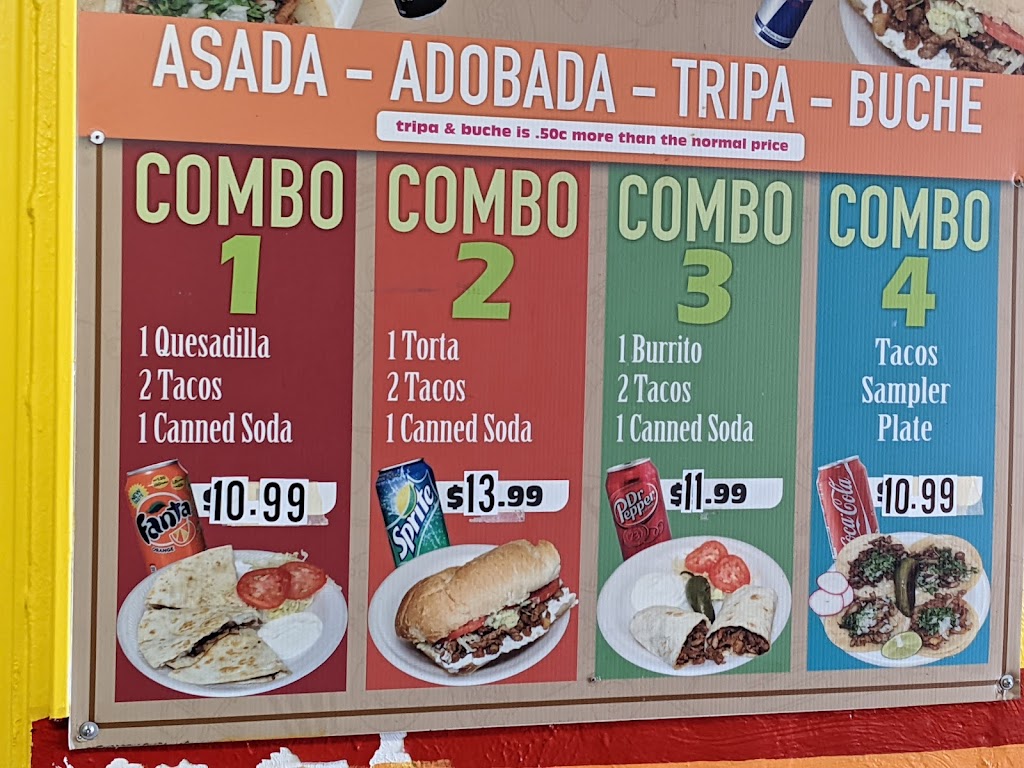 ASADA - ADOBADA - TRIPA - BUCHE
tripa & buche is .50c more than the normal price
COMBO
1
1 Quesadilla
2 Tacos
1 Canned Soda
$10.99
Fanta
ORANGE
COMBO
2
1 Torta
2 Tacos
1 Canned Soda
$13.99
Sprite
COMBO
3
1 Burrito
2 Tacos
1 Canned Soda
$11.99
Dr Pepper
COMBO
4
Tacos
Sampler
Plate
$10.99
Coca-Cola